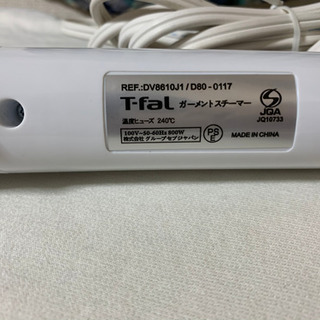 REF.:DV8610J1 / D80-0117
T-faL ガーメントスチーマー
温度ヒューズ 240℃
100V~50-60Hz 800W
株式会社 グループセブジャパン
PS E
MADE IN CHINA
S
JQA
JQ10733